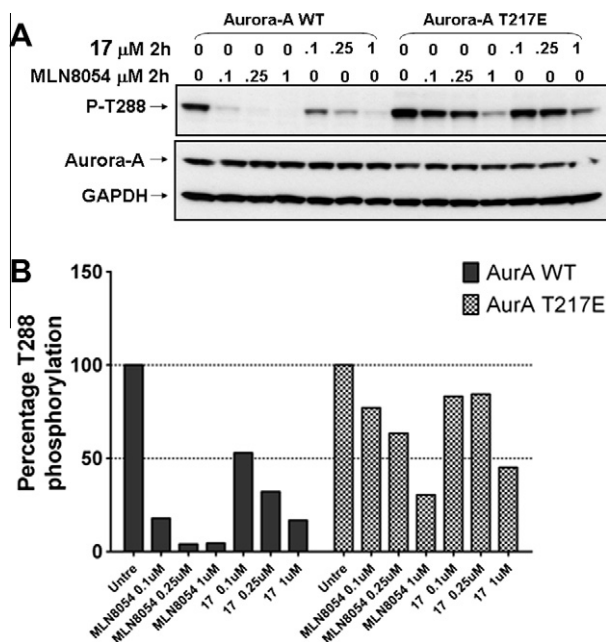 A
Aurora-A WT Aurora-A T217E
17 µM 2h 0 0 0 0 .1 .25 1 0 0 0 0 .1 .25 1
MLN8054 µM 2h 0 .1 .25 1 0 0 0 0 .1 .25 1 0 0 0
P-T288
Aurora-A
GAPDH
B
AurA WT
AurA T217E
Percentage T288
phosphorylation
150
100
50
0
Untre
MLN8054 0.1uM
MLN8054 0.25uM
MLN8054 1uM
17 0.1uM
17 0.25uM
17 1uM
Untre
MLN8054 0.1uM
MLN8054 0.25uM
MLN8054 1uM
17 0.1uM
17 0.25uM
17 1uM